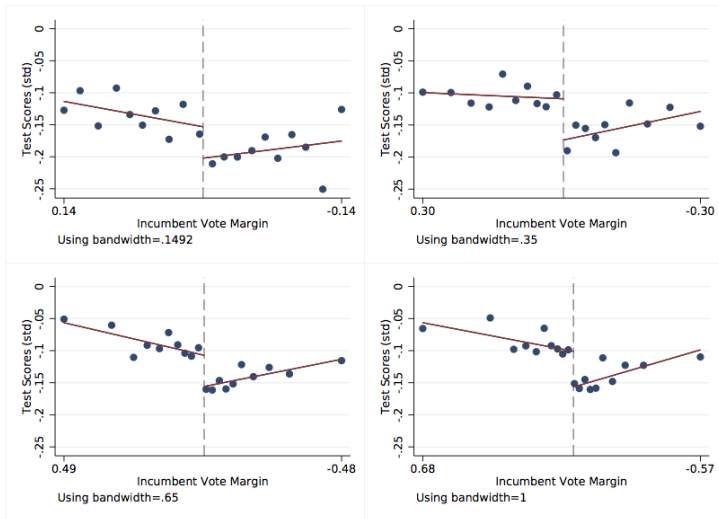 Test Scores (std)
0
-.05
-.1
-.15
-.2
-.25
0.14
-0.14
Incumbent Vote Margin
Using bandwidth=.1492
Test Scores (std)
0
-.05
-.1
-.15
-.2
-.25
0.30
-0.30
Incumbent Vote Margin
Using bandwidth=.35
Test Scores (std)
0
-.05
-.1
-.15
-.2
-.25
0.49
-0.48
Incumbent Vote Margin
Using bandwidth=.65
Test Scores (std)
0
-.05
-.1
-.15
-.2
-.25
0.68
-0.57
Incumbent Vote Margin
Using bandwidth=1